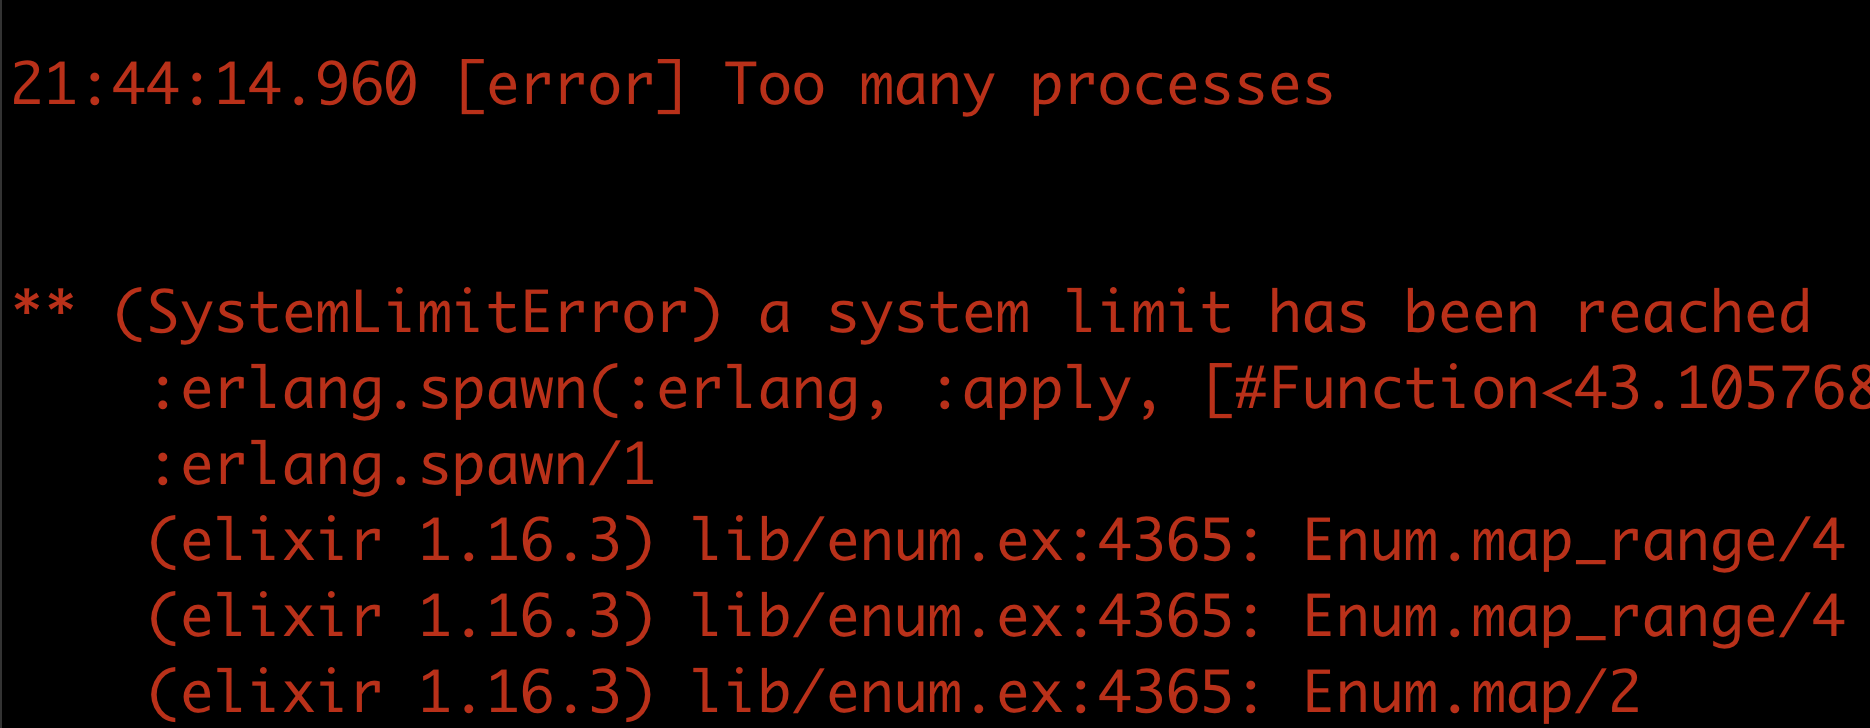 21:44:14.960 [error] Too many processes
** (SystemLimitError) a system limit has been reached
:erlang.spawn(:erlang, :apply, [#Function<43.105768
:erlang.spawn/1
(elixir 1.16.3) lib/enum.ex:4365: Enum.map_range/4
(elixir 1.16.3) lib/enum.ex:4365: Enum.map_range/4
(elixir 1.16.3) lib/enum.ex:4365: Enum.map/2